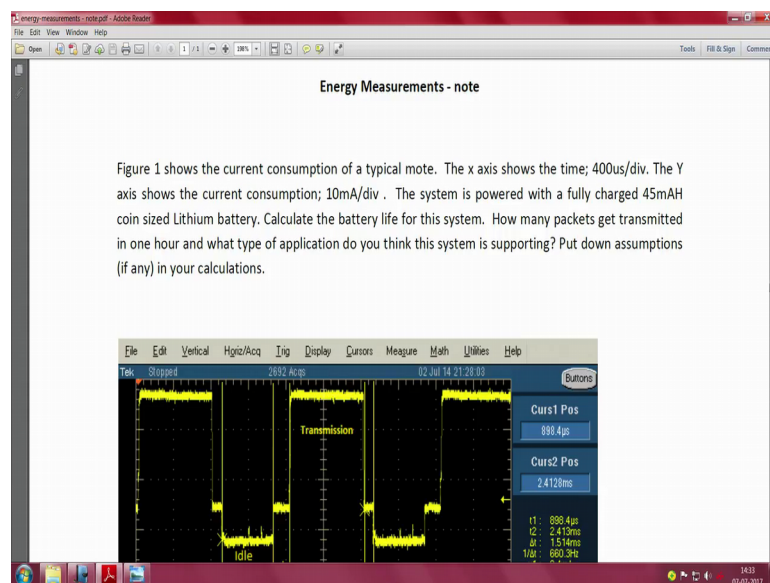 energy-measurements - note.pdf - Adobe Reader
File Edit View Window Help
Open 1 / 1 Tools Fill & Sign
Energy Measurements - note
Figure 1 shows the current consumption of a typical mote. The x axis shows the time; 400us/div. The Y
axis shows the current consumption; 10mA/div . The system is powered with a fully charged 45mAH
coin sized Lithium battery. Calculate the battery life for this system. How many packets get transmitted
in one hour and what type of application do you think this system is supporting? Put down assumptions
(if any) in your calculations.
File Edit Vertical Horiz/Acq Trig Display Cursors Measure Math Utilities Help
Tek Stopped 2692 Acqs 02 Jul 14 21:28:03
Buttons
Curs1 Pos
898.4µs
Transmission
Curs2 Pos
2.4128ms
t1 : 898.4µs
t2 : 2.413ms
Δt : 1.514ms
1/Δt : 660.3Hz
Idle
14:33
07-07-2017